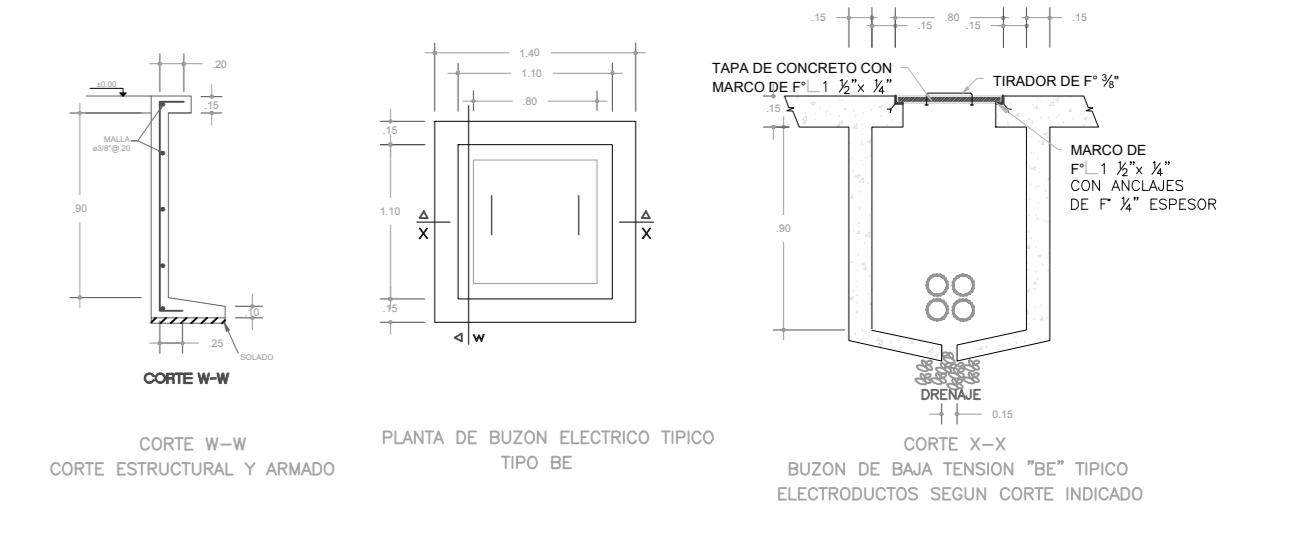 .20
±0.00
.15
MALLA
ø3/8"@.20
.90
.10
.25
SOLADO
CORTE W-W
CORTE W-W
CORTE ESTRUCTURAL Y ARMADO
1.40
1.10
.80
.15
1.10
.15
X
X
W
PLANTA DE BUZON ELECTRICO TIPICO
TIPO BE
.15
.80
.15
.15
.15
TAPA DE CONCRETO CON
MARCO DE F°∟1 ½"x ¼"
TIRADOR DE F° ⅜"
.15
MARCO DE
F°∟1 ½"x ¼"
CON ANCLAJES
DE F° ¼" ESPESOR
.90
DRENAJE
0.15
CORTE X-X
BUZON DE BAJA TENSION "BE" TIPICO
ELECTRODUCTOS SEGUN CORTE INDICADO